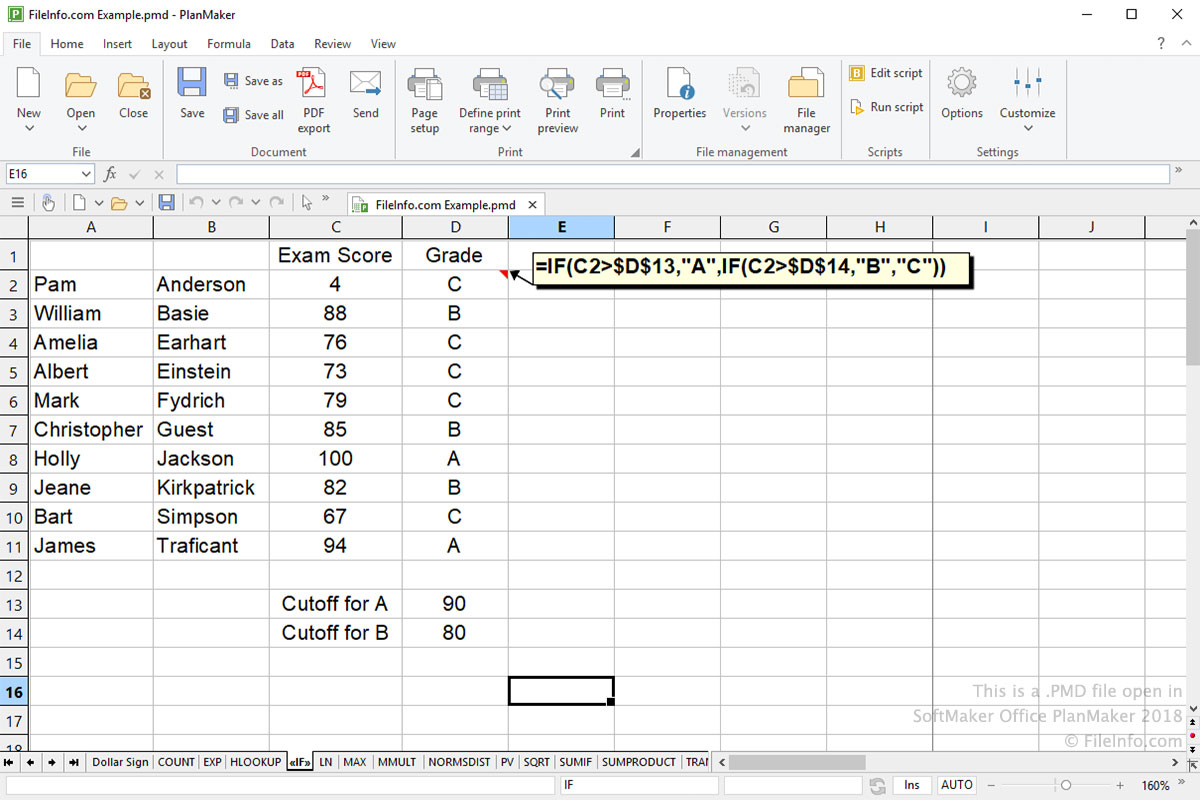 FileInfo.com Example.pmd - PlanMaker
File Home Insert Layout Formula Data Review View ?
New Open Close Save Save as Save all PDF export Send Page setup Define print range Print preview Print Properties Versions File manager Edit script Run script Options Customize
File Document Print File management Scripts Settings
E16 fx
FileInfo.com Example.pmd
A B C D E F G H I J
1 Exam Score Grade
=IF(C2>$D$13,"A",IF(C2>$D$14,"B","C"))
2 Pam Anderson 4 C
3 William Basie 88 B
4 Amelia Earhart 76 C
5 Albert Einstein 73 C
6 Mark Fydrich 79 C
7 Christopher Guest 85 B
8 Holly Jackson 100 A
9 Jeane Kirkpatrick 82 B
10 Bart Simpson 67 C
11 James Traficant 94 A
12
13 Cutoff for A 90
14 Cutoff for B 80
15
16
This is a .PMD file open in
17
SoftMaker Office PlanMaker 2018
18
© FileInfo.com
Dollar Sign COUNT EXP HLOOKUP «IF» LN MAX MMULT NORMSDIST PV SQRT SUMIF SUMPRODUCT TRAN
IF Ins AUTO 160%